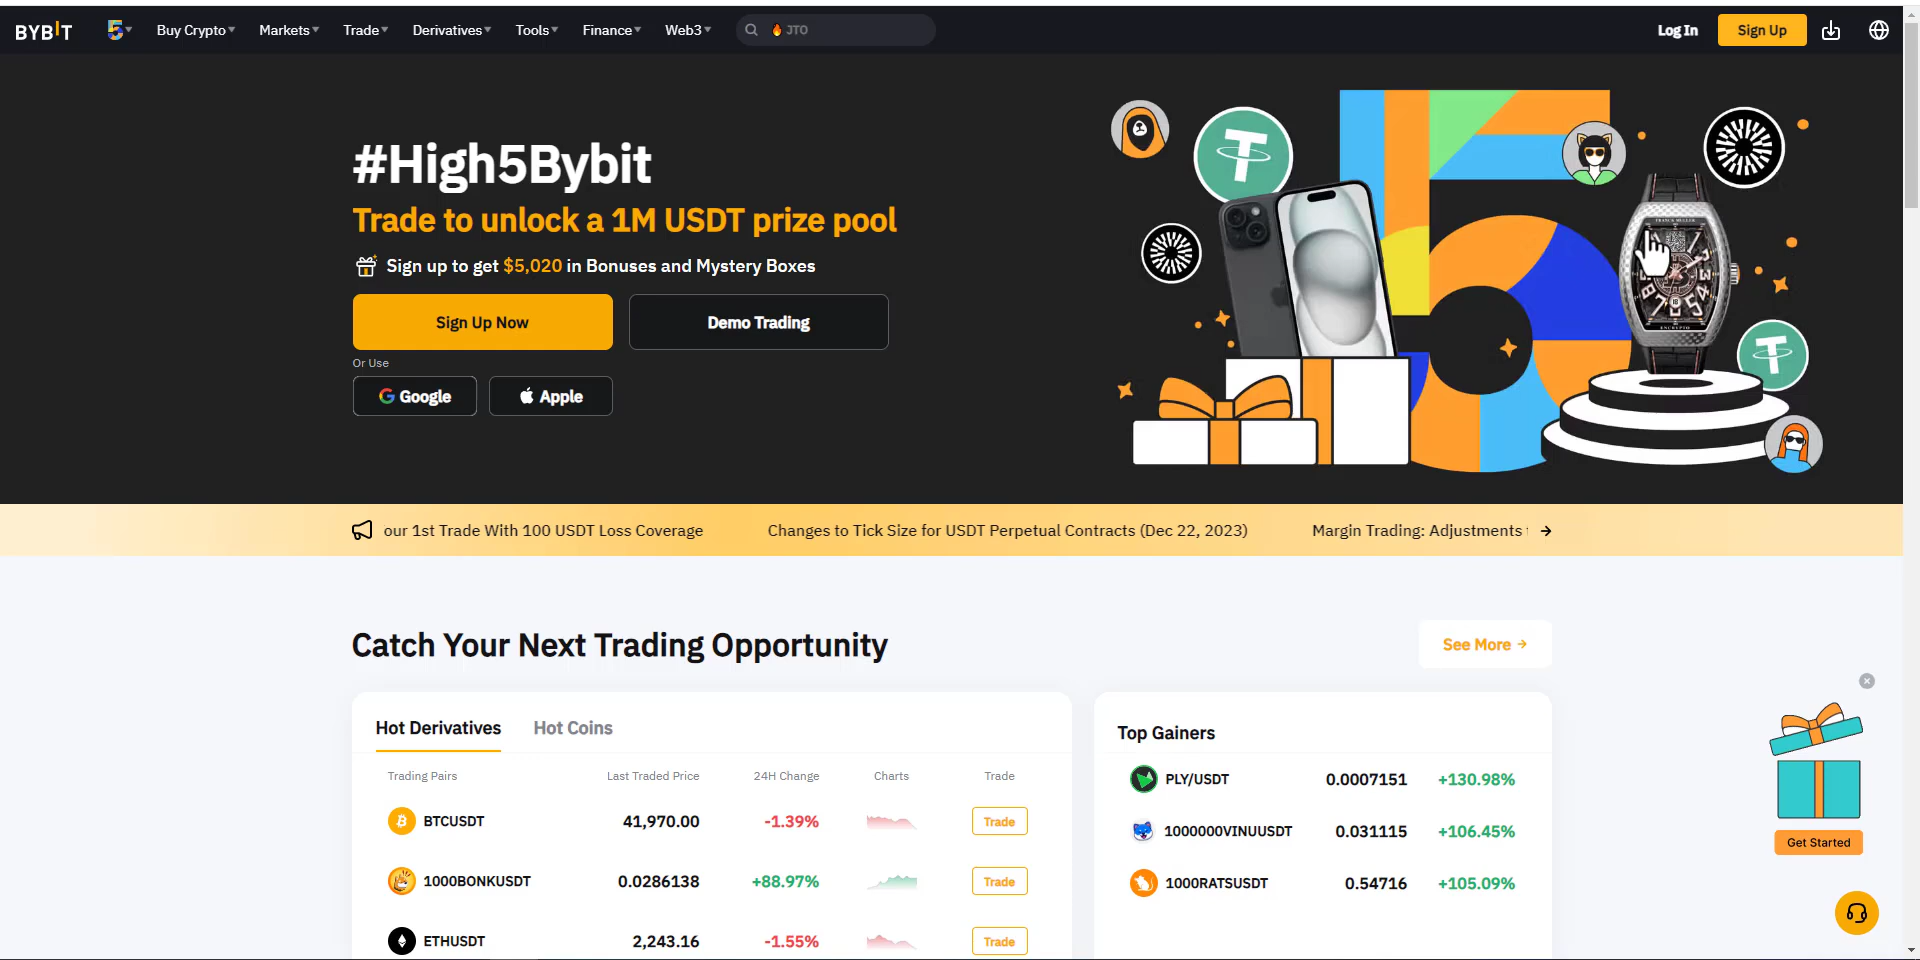 BYBIT
Buy Crypto
Markets
Trade
Derivatives
Tools
Finance
Web3
JTO
Log In
Sign Up
#High5Bybit
Trade to unlock a 1M USDT prize pool
Sign up to get $5,020 in Bonuses and Mystery Boxes
Sign Up Now
Demo Trading
Or Use
Google
Apple
FRANCK MULLER
ENCRYPTO
our 1st Trade With 100 USDT Loss Coverage
Changes to Tick Size for USDT Perpetual Contracts (Dec 22, 2023)
Margin Trading: Adjustments
Catch Your Next Trading Opportunity
See More
Hot Derivatives
Hot Coins
Trading Pairs
Last Traded Price
24H Change
Charts
Trade
BTCUSDT
41,970.00
-1.39%
Trade
1000BONKUSDT
0.0286138
+88.97%
Trade
ETHUSDT
2,243.16
-1.55%
Trade
Top Gainers
PLY/USDT
0.0007151
+130.98%
1000000VINUUSDT
0.031115
+106.45%
1000RATSUSDT
0.54716
+105.09%
Get Started